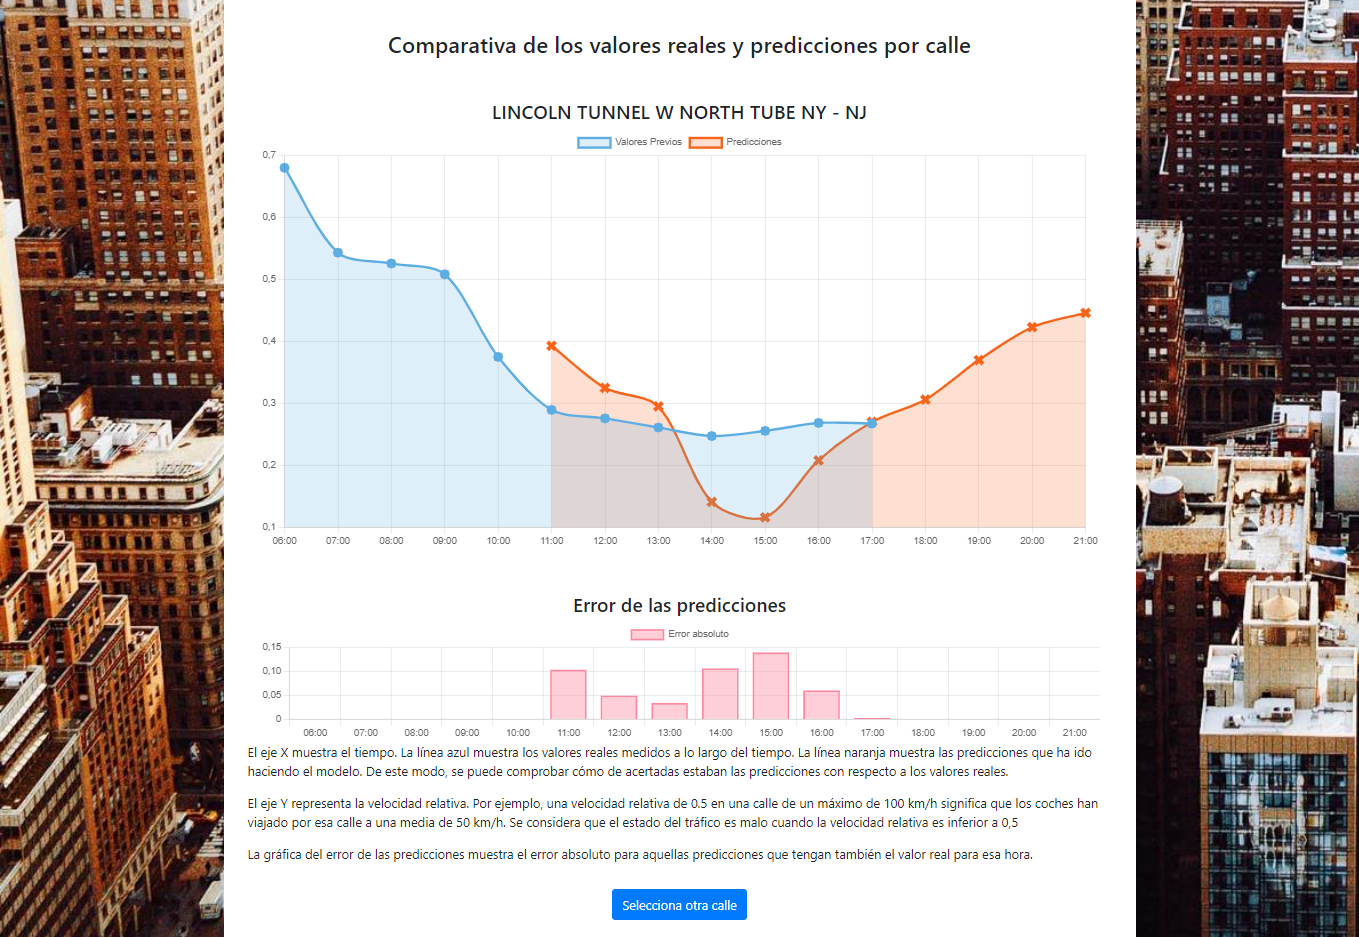 Comparativa de los valores reales y predicciones por calle
LINCOLN TUNNEL W NORTH TUBE NY - NJ
Valores Previos Predicciones
0,7
0,6
0,5
0,4
0,3
0,2
0,1
06:00 07:00 08:00 09:00 10:00 11:00 12:00 13:00 14:00 15:00 16:00 17:00 18:00 19:00 20:00 21:00
Error de las predicciones
Error absoluto
0,15
0,10
0,05
0
06:00 07:00 08:00 09:00 10:00 11:00 12:00 13:00 14:00 15:00 16:00 17:00 18:00 19:00 20:00 21:00
El eje X muestra el tiempo. La línea azul muestra los valores reales medidos a lo largo del tiempo. La línea naranja muestra las predicciones que ha ido
haciendo el modelo. De este modo, se puede comprobar cómo de acertadas estaban las predicciones con respecto a los valores reales.
El eje Y representa la velocidad relativa. Por ejemplo, una velocidad relativa de 0.5 en una calle de un máximo de 100 km/h significa que los coches han
viajado por esa calle a una media de 50 km/h. Se considera que el estado del tráfico es malo cuando la velocidad relativa es inferior a 0,5
La gráfica del error de las predicciones muestra el error absoluto para aquellas predicciones que tengan también el valor real para esa hora.
Selecciona otra calle